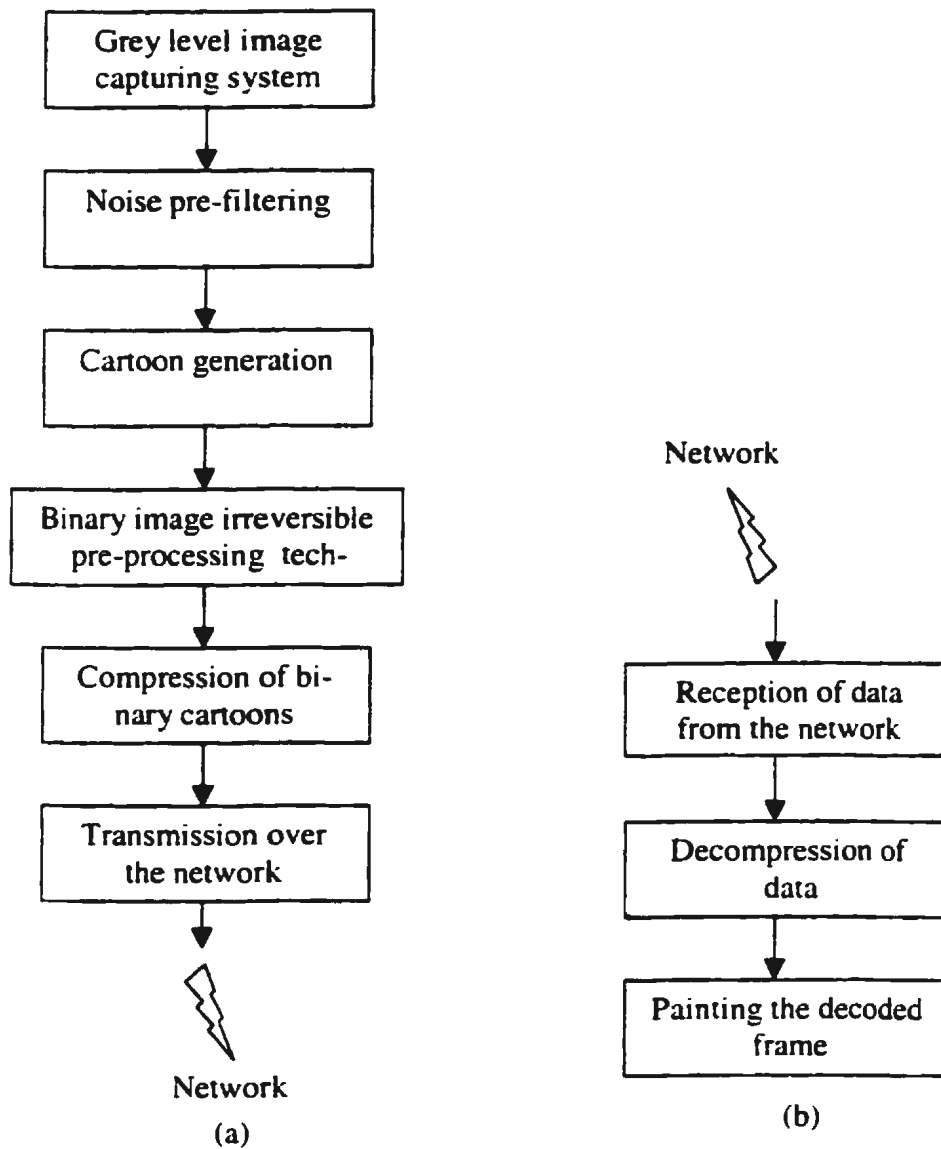 Grey level image
capturing system
Noise pre-filtering
Cartoon generation
Binary image irreversible
pre-processing tech-
Compression of bi-
nary cartoons
Transmission over
the network
Network
(a)
Network
Reception of data
from the network
Decompression of
data
Painting the decoded
frame
(b)